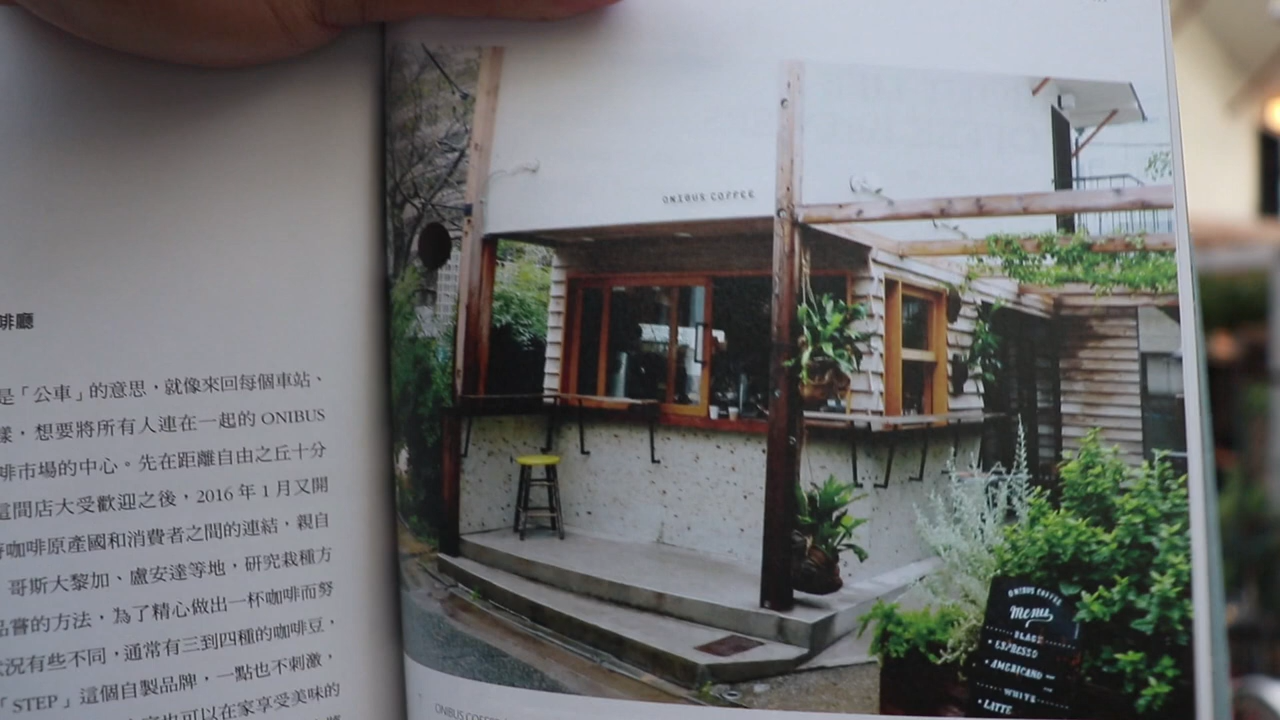 啡廳
是「公車」的意思，就像來回每個車站、
樣，想要將所有人連在一起的 ONIBUS
啡市場的中心。先在距離自由之丘十分
這間店大受歡迎之後，2016 年 1 月又開
咖啡原產國和消費者之間的連結，親自
哥斯大黎加、盧安達等地，研究栽種方
品嘗的方法，為了精心做出一杯咖啡而努
狀況有些不同，通常有三到四種的咖啡豆，
「STEP」這個自製品牌，一點也不刺激，
也可以在家享受美味的
ONIBUS COFFEE
ONIBUS COFFEE
Menu
BLACK
• ESPRESSO
• AMERICANO
WHITE
• LATTE
ONIBUS COFFEE